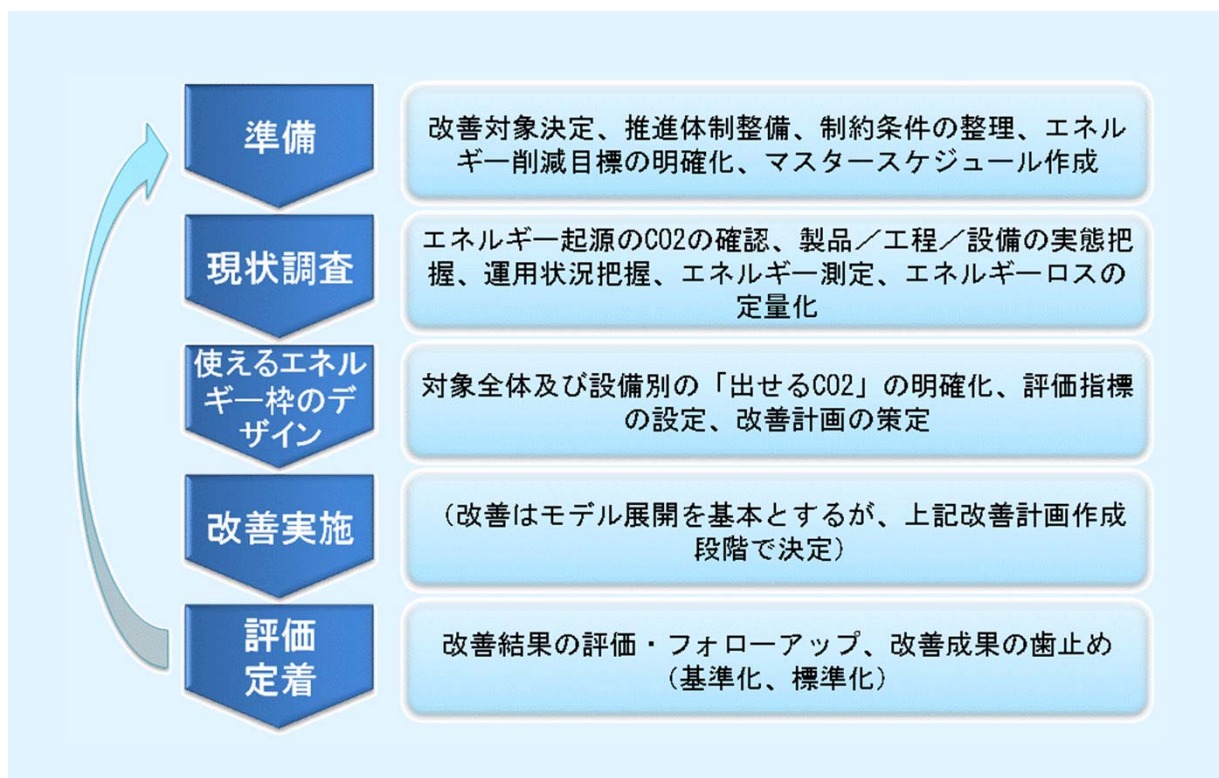 準備
改善対象決定、推進体制整備、制約条件の整理、エネル
ギー削減目標の明確化、マスタースケジュール作成
現状調査
エネルギー起源のCO2の確認、製品／工程／設備の実態把
握、運用状況把握、エネルギー測定、エネルギーロスの
定量化
使えるエネル
ギー枠のデ
ザイン
対象全体及び設備別の「出せるCO2」の明確化、評価指標
の設定、改善計画の策定
改善実施
（改善はモデル展開を基本とするが、上記改善計画作成
段階で決定）
評価
定着
改善結果の評価・フォローアップ、改善成果の歯止め
（基準化、標準化）